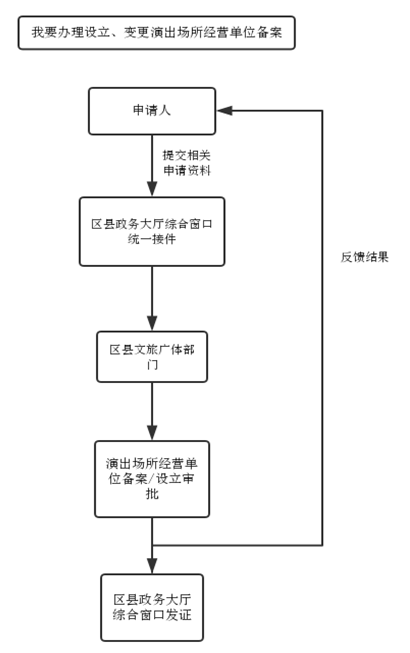 我要办理设立、变更演出场所经营单位备案
申请人
提交相关
申请资料
区县政务大厅综合窗口
统一接件
反馈结果
区县文旅广体部
门
演出场所经营单
位备案/设立审
批
区县政务大厅
综合窗口发证